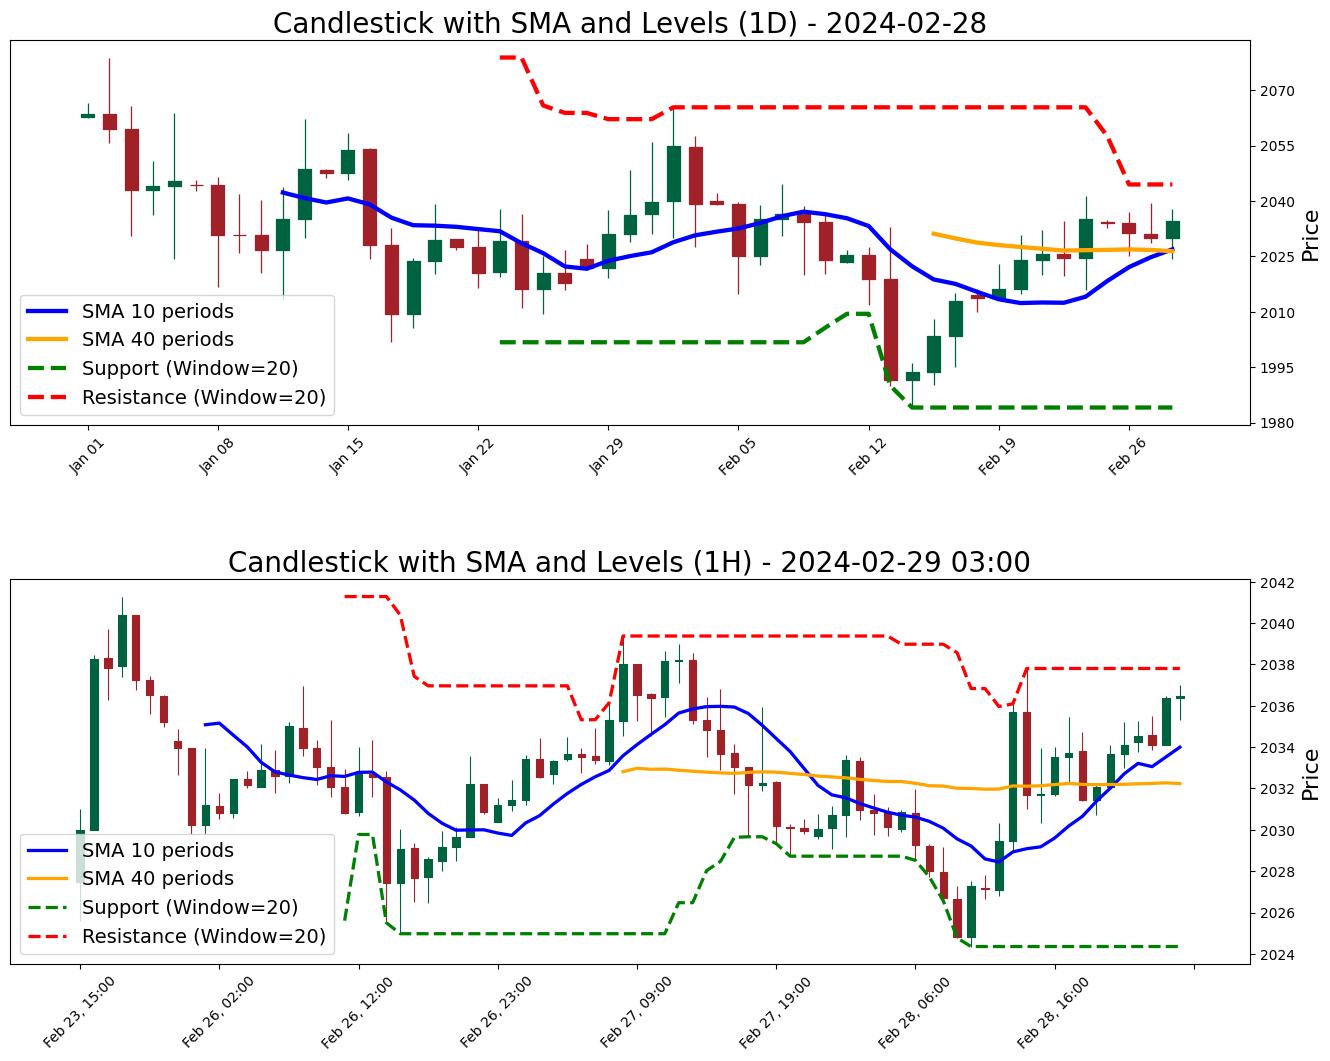 Candlestick with SMA and Levels (1D) - 2024-02-28
2070
2055
2040
2025
2010
1995
1980
Price
SMA 10 periods
SMA 40 periods
Support (Window=20)
Resistance (Window=20)
Jan 01
Jan 08
Jan 15
Jan 22
Jan 29
Feb 05
Feb 12
Feb 19
Feb 26
Candlestick with SMA and Levels (1H) - 2024-02-29 03:00
2042
2040
2038
2036
2034
2032
2030
2028
2026
2024
Price
SMA 10 periods
SMA 40 periods
Support (Window=20)
Resistance (Window=20)
Feb 23, 15:00
Feb 26, 02:00
Feb 26, 12:00
Feb 26, 23:00
Feb 27, 09:00
Feb 27, 19:00
Feb 28, 06:00
Feb 28, 16:00